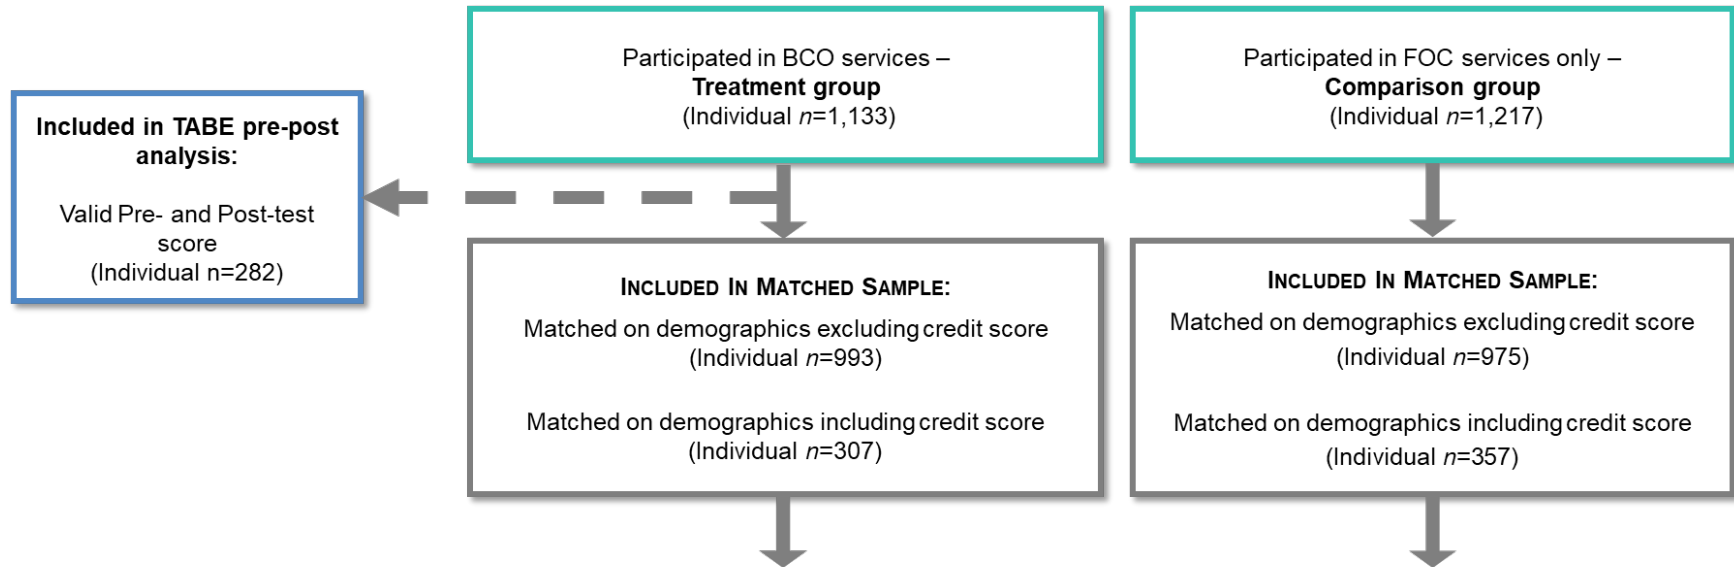 Participated in BCO services –
Treatment group
(Individual n=1,133)
Participated in FOC services only –
Comparison group
(Individual n=1,217)
Included in TABE pre-post
analysis:
Valid Pre- and Post-test
score
(Individual n=282)
INCLUDED IN MATCHED SAMPLE:
Matched on demographics excluding credit score
(Individual n=993)
Matched on demographics including credit score
(Individual n=307)
INCLUDED IN MATCHED SAMPLE:
Matched on demographics excluding credit score
(Individual n=975)
Matched on demographics including credit score
(Individual n=357)